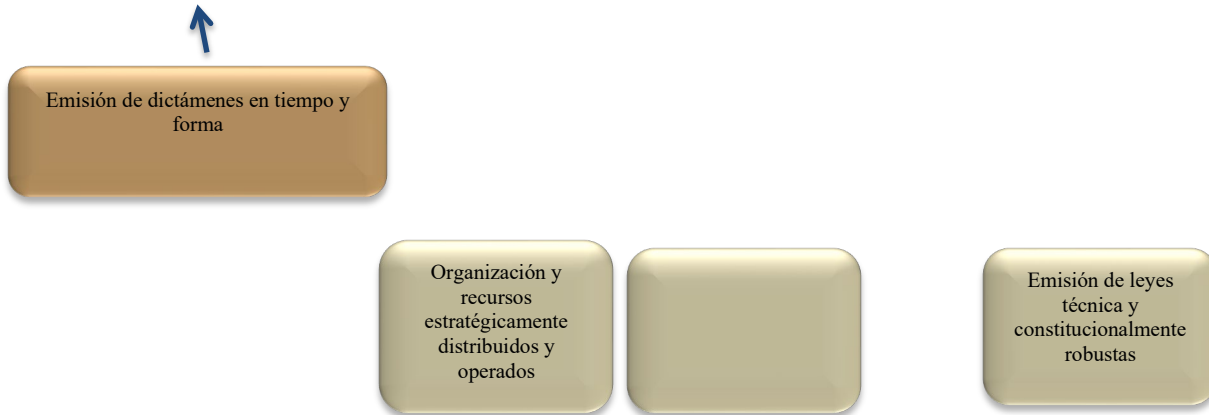 Emisión de dictámenes en tiempo y
forma
Organización y
recursos
estratégicamente
distribuidos y
operados
Emisión de leyes
técnica y
constitucionalmente
robustas